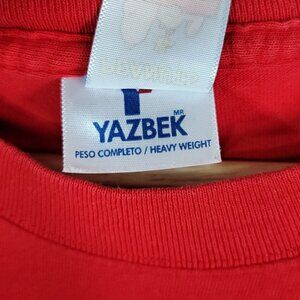 YAZBEK MR
PESO COMPLETO / HEAVY WEIGHT